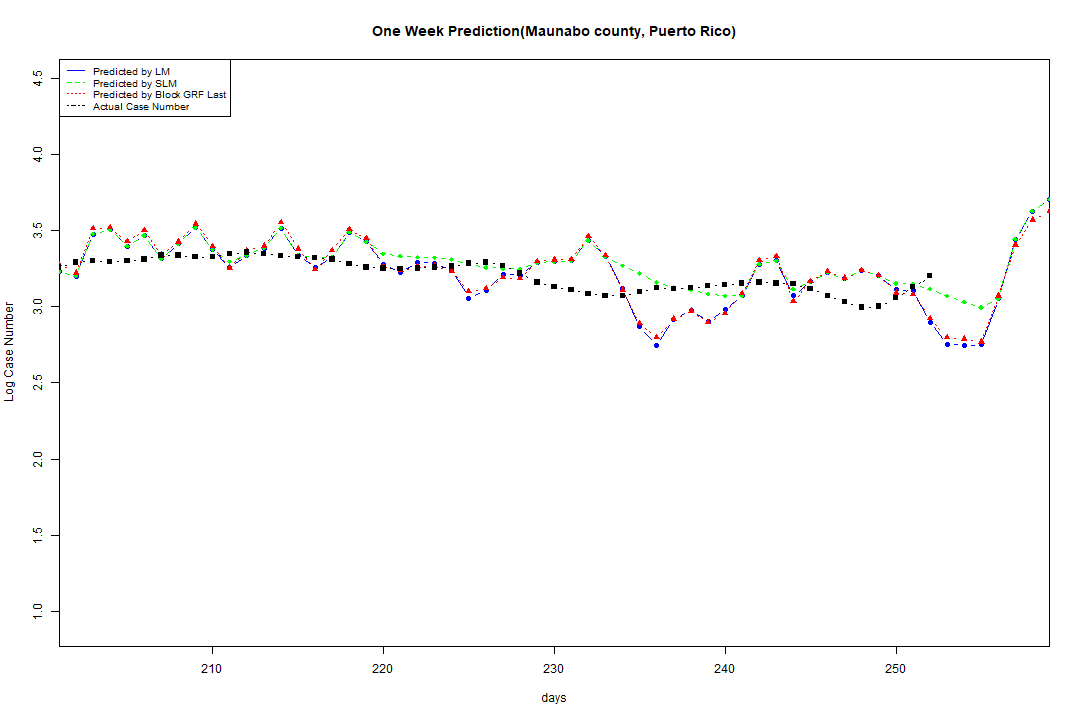 One Week Prediction(Maunabo county, Puerto Rico)
Predicted by LM
Predicted by SLM
Predicted by Block GRF Last
Actual Case Number
4.5
4.0
3.5
3.0
2.5
2.0
1.5
1.0
Log Case Number
210 220 230 240 250
days